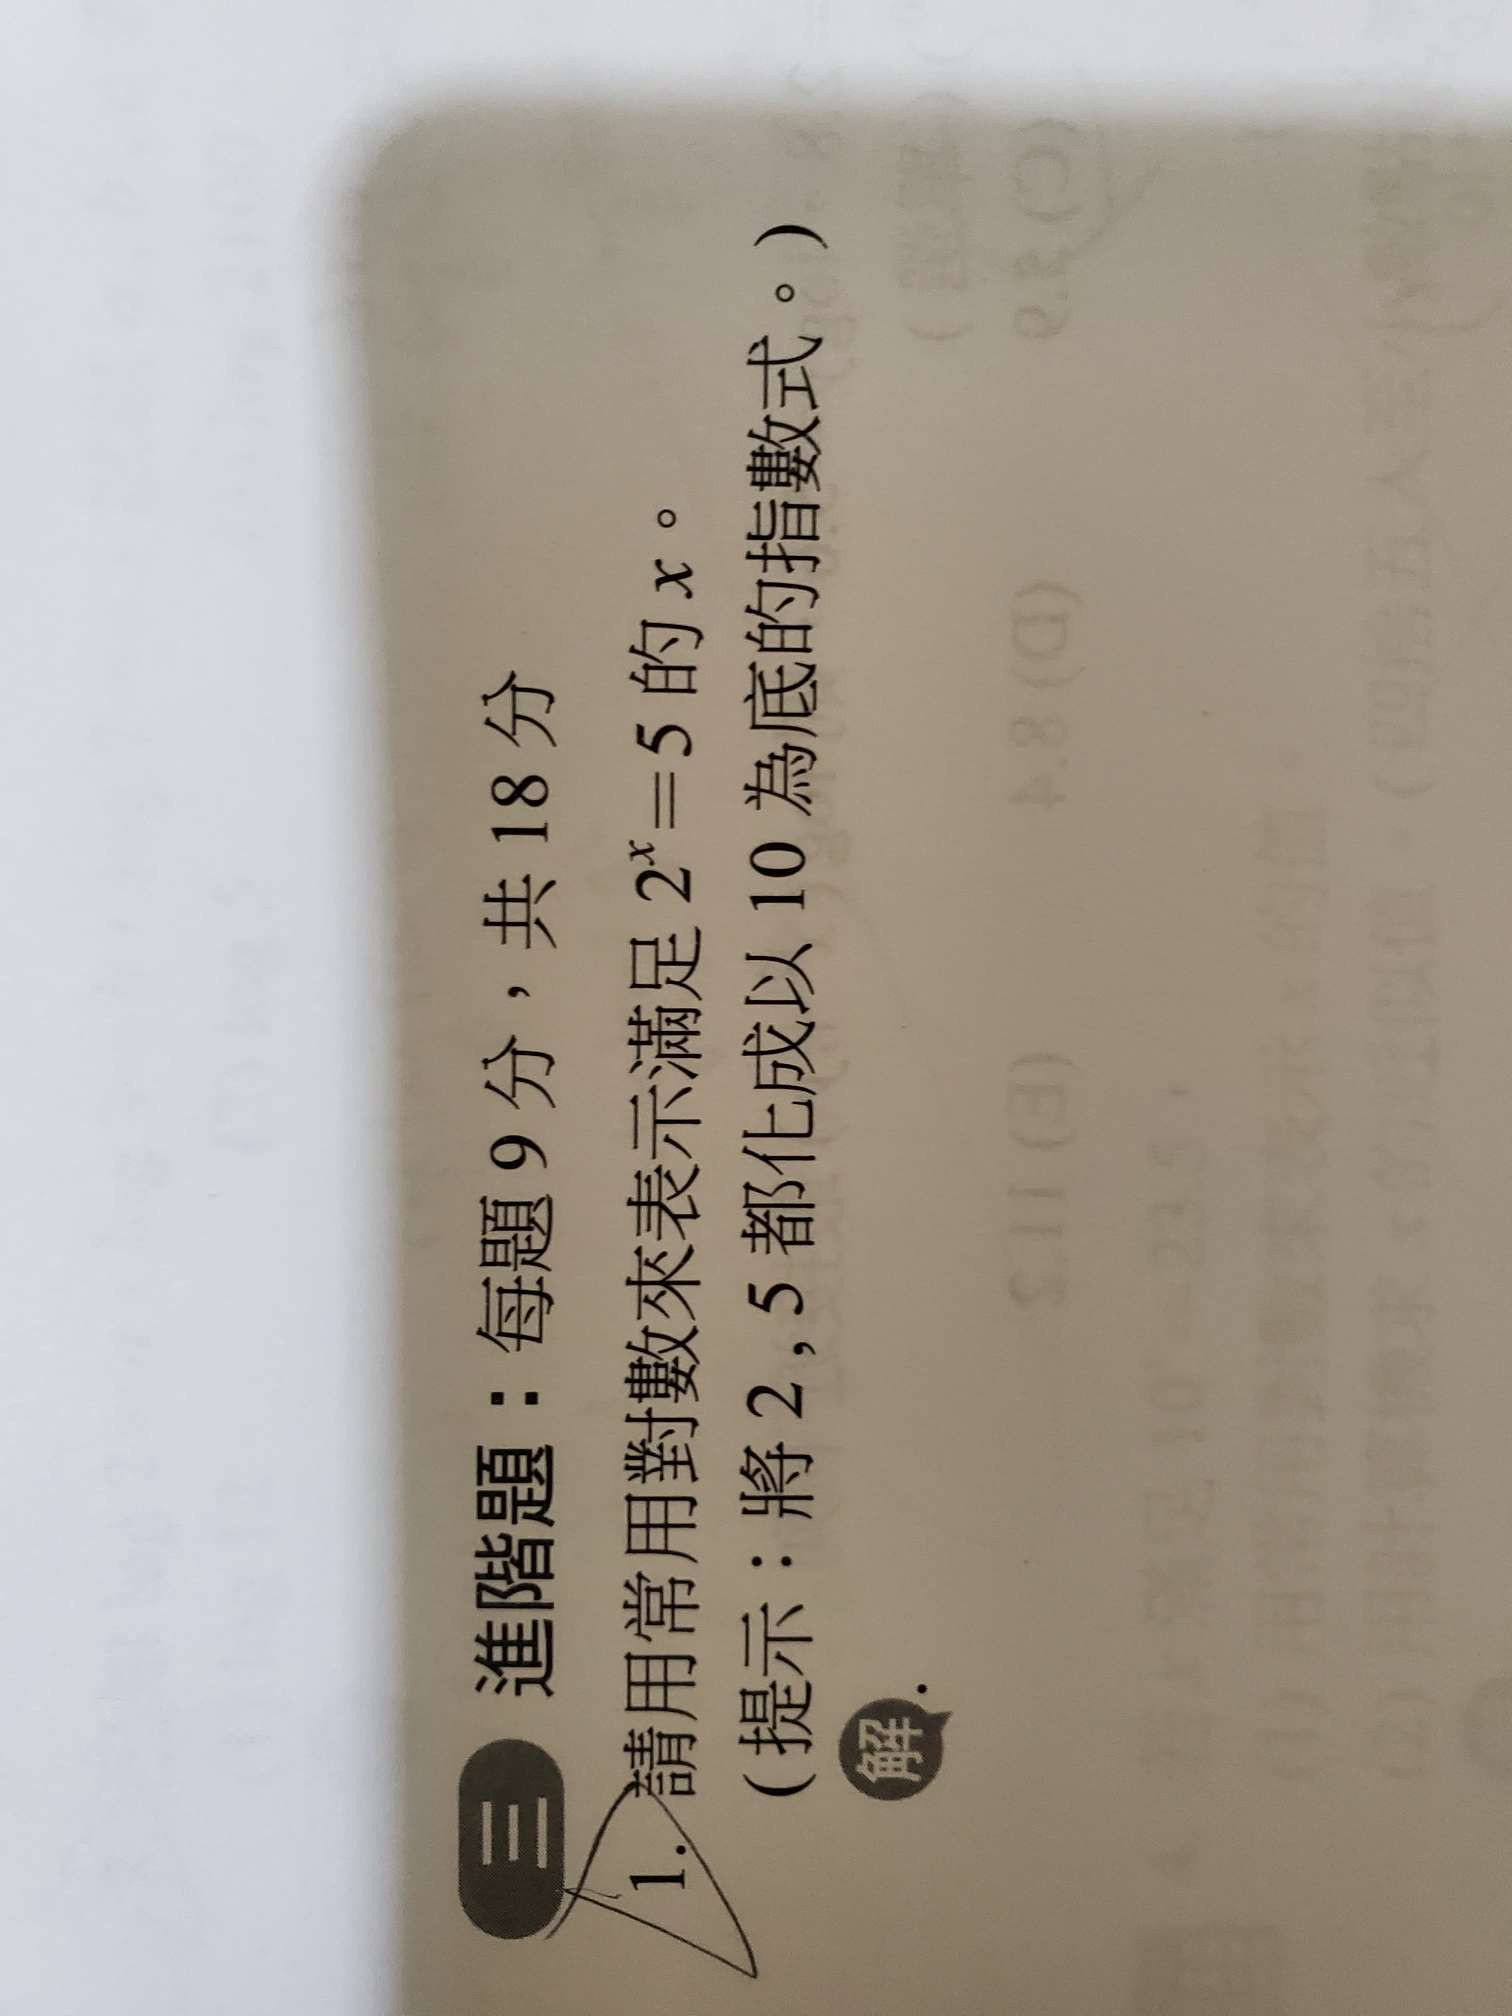 三 進階題：每題 9 分，共 18 分
1. 請用常用對數來表示滿足 2ˣ=5 的 x。
(提示：將 2 , 5 都化成以 10 為底的指數式。)
解